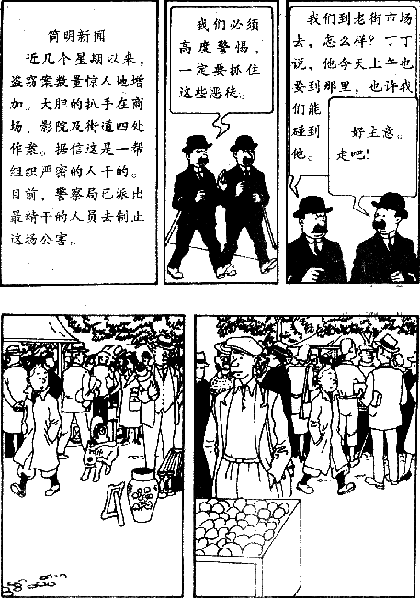 简明新闻
近几个星期以来，
盗窃案数量惊人地增
加。大胆的扒手在商
场、影院及街道四处
作案。据信这是一帮
组织严密的人干的。
目前，警察局已派出
最精干的人员去制止
这场公害。
我们必须
高度警惕，
一定要抓住
这些恶徒。
我们到老街市场
去，怎么样？丁丁
说，他今天上午也
要到那里，也许我
们能
碰到
他。
好主意。
走吧！